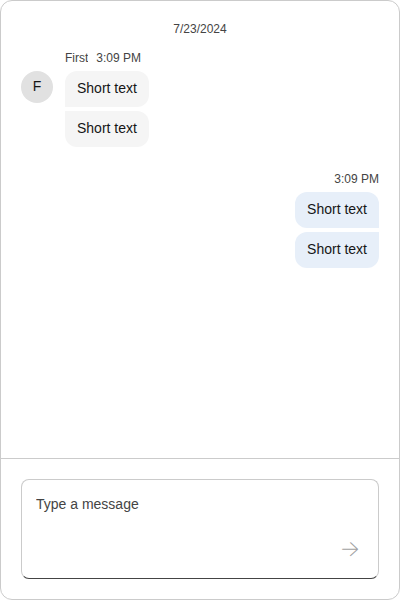 7/23/2024
First 3:09 PM
F
Short text
Short text
3:09 PM
Short text
Short text
Type a message